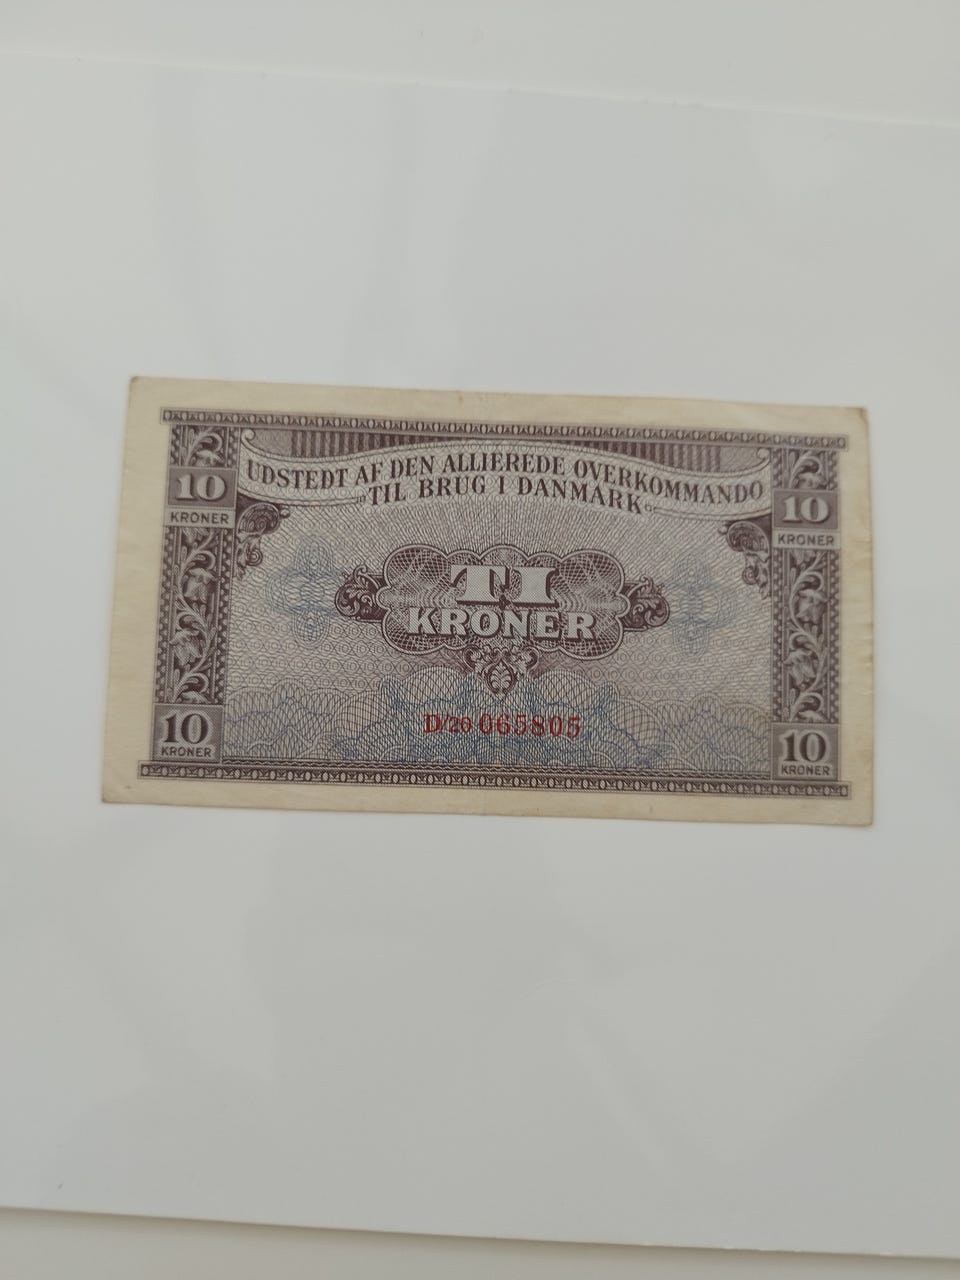 UDSTEDT AF DEN ALLIEREDE OVERKOMMANDO
TIL BRUG I DANMARK
10
KRONER
10
KRONER
TI
KRONER
D/20 065805
10
KRONER
10
KRONER